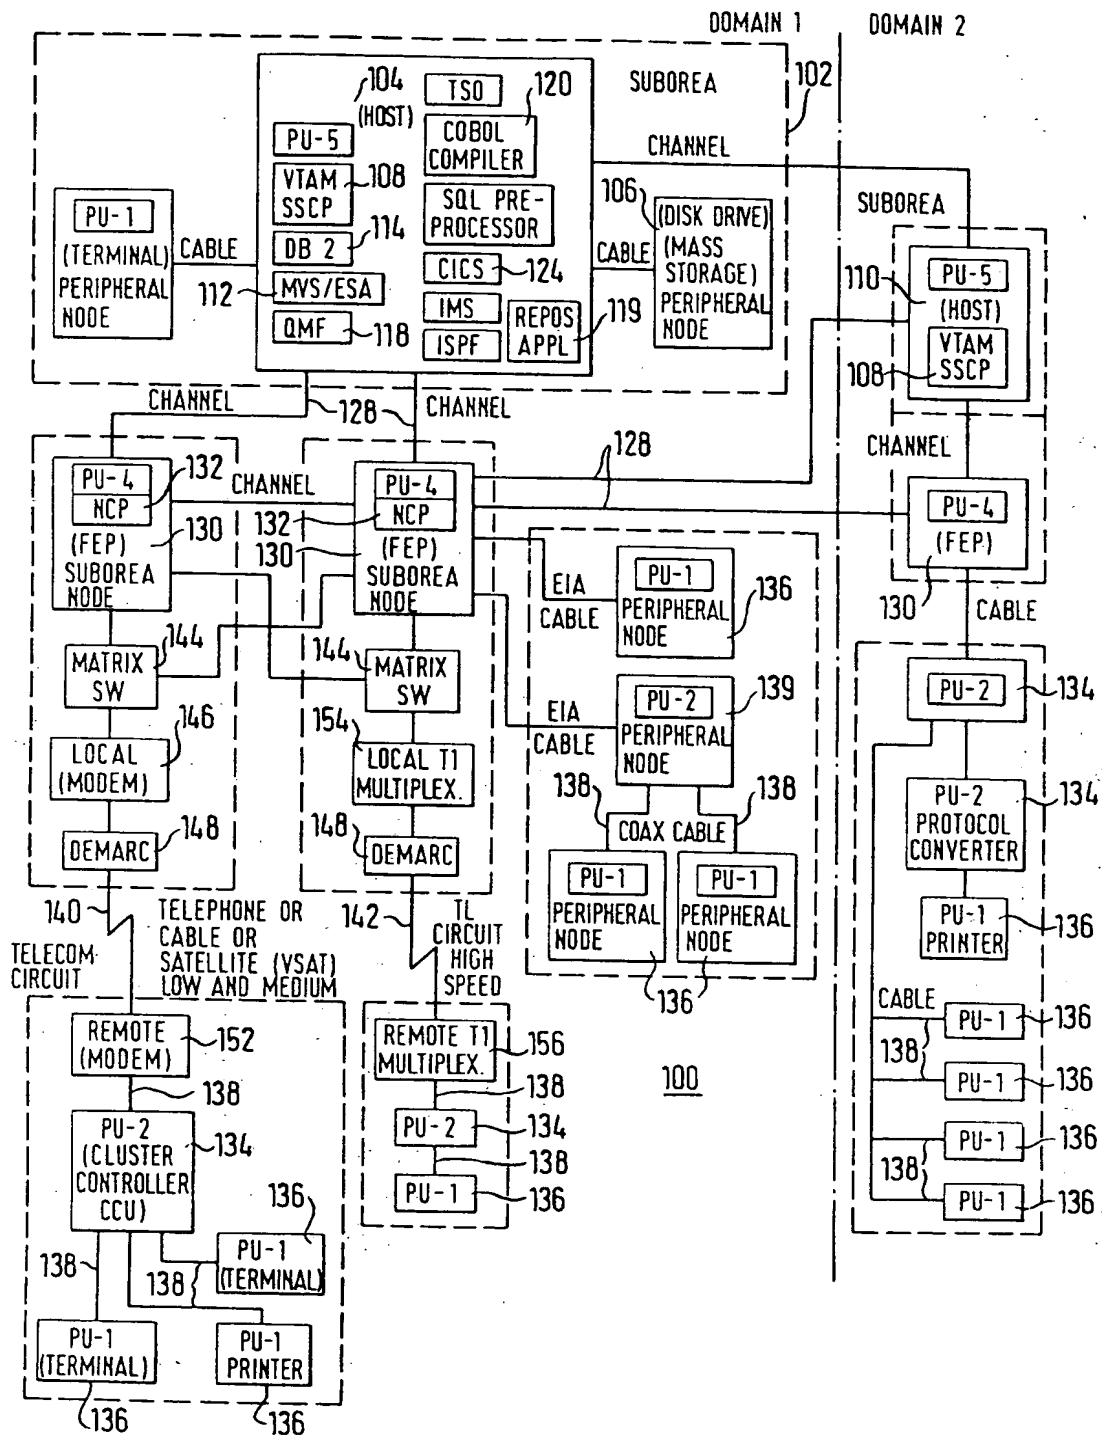 DOMAIN 1
DOMAIN 2
SUBOREA
102
104
(HOST)
PU-5
VTAM
SSCP
108
DB 2
114
112
MVS/ESA
QMF
118
TSO
120
COBOL
COMPILER
SQL PRE-
PROCESSOR
CICS
124
IMS
ISPF
REPOS
APPL
119
PU-1
(TERMINAL)
PERIPHERAL
NODE
CABLE
CABLE
106
(DISK DRIVE)
(MASS
STORAGE)
PERIPHERAL
NODE
CHANNEL
SUBOREA
110
PU-5
(HOST)
VTAM
SSCP
108
CHANNEL
PU-4
(FEP)
130
CABLE
CHANNEL
128
CHANNEL
PU-4
NCP
132
(FEP)
130
SUBOREA
NODE
CHANNEL
PU-4
NCP
132
(FEP)
130
SUBOREA
NODE
128
144
MATRIX
SW
146
LOCAL
(MODEM)
148
DEMARC
144
MATRIX
SW
154
LOCAL T1
MULTIPLEX.
148
DEMARC
EIA
CABLE
PU-1
PERIPHERAL
NODE
136
EIA
CABLE
PU-2
PERIPHERAL
NODE
139
138
138
COAX CABLE
PU-1
PERIPHERAL
NODE
PU-1
PERIPHERAL
NODE
136
PU-2
134
PU-2
PROTOCOL
CONVERTER
134
PU-1
PRINTER
136
CABLE
138
PU-1
136
PU-1
136
138
PU-1
136
PU-1
136
140
TELEPHONE OR
CABLE OR
SATELLITE (VSAT)
LOW AND MEDIUM
TELECOM
CIRCUIT
142
TL
CIRCUIT
HIGH
SPEED
REMOTE
(MODEM)
152
138
PU-2
(CLUSTER
CONTROLLER
CCU)
134
138
138
136
PU-1
(TERMINAL)
PU-1
(TERMINAL)
136
PU-1
PRINTER
136
REMOTE T1
MULTIPLEX.
156
138
PU-2
134
138
PU-1
136
100